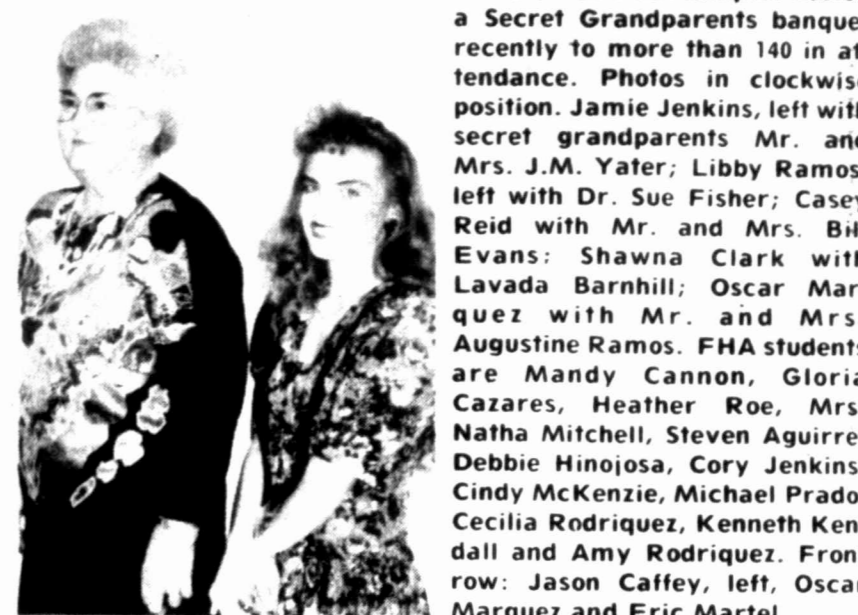 a Secret Grandparents banque
recently to more than 140 in at
tendance. Photos in clockwis
position. Jamie Jenkins, left with
secret grandparents Mr. and
Mrs. J.M. Yater; Libby Ramos
left with Dr. Sue Fisher; Casey
Reid with Mr. and Mrs. Bil
Evans; Shawna Clark with
Lavada Barnhill; Oscar Mar
quez with Mr. and Mrs.
Augustine Ramos. FHA students
are Mandy Cannon, Gloria
Cazares, Heather Roe, Mrs.
Natha Mitchell, Steven Aguirre
Debbie Hinojosa, Cory Jenkins
Cindy McKenzie, Michael Prado
Cecilia Rodriquez, Kenneth Ken
dall and Amy Rodriquez. Fron
row: Jason Caffey, left, Oscar
Marquez and Eric Martel